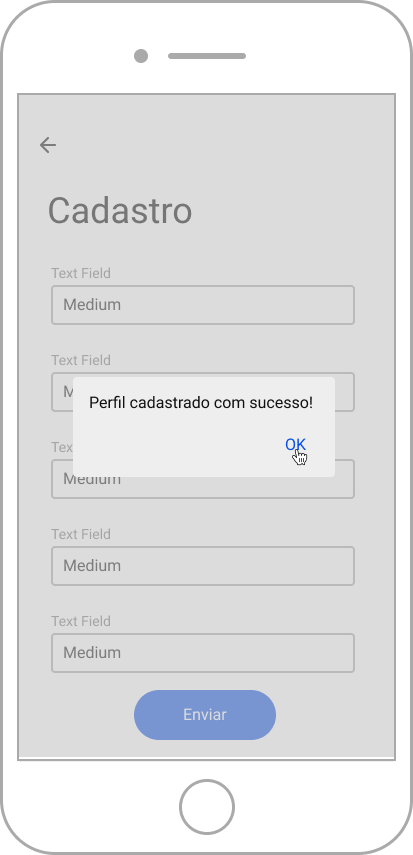 Cadastro
Text Field
Medium
Text Field
M
Perfil cadastrado com sucesso!
OK
Tex
Medium
Text Field
Medium
Text Field
Medium
Enviar